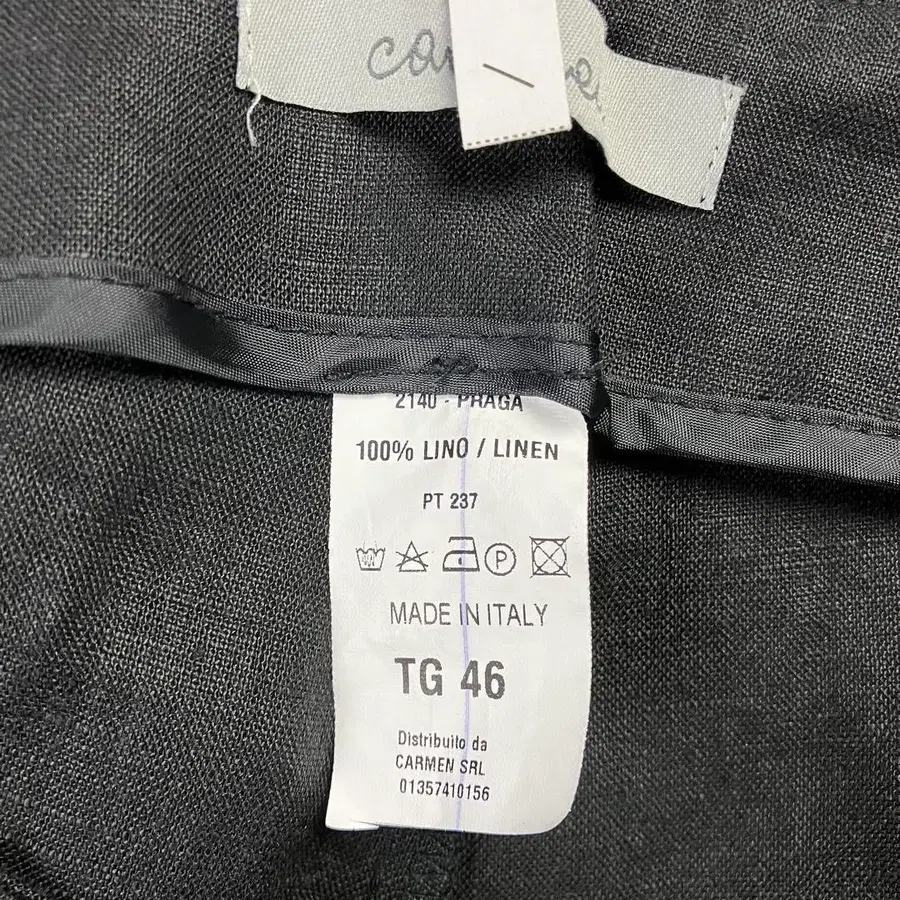 2140 - PRAGA
100% LINO / LINEN
PT 237
P
MADE IN ITALY
TG 46
Distribuito da
CARMEN SRL
01357410156